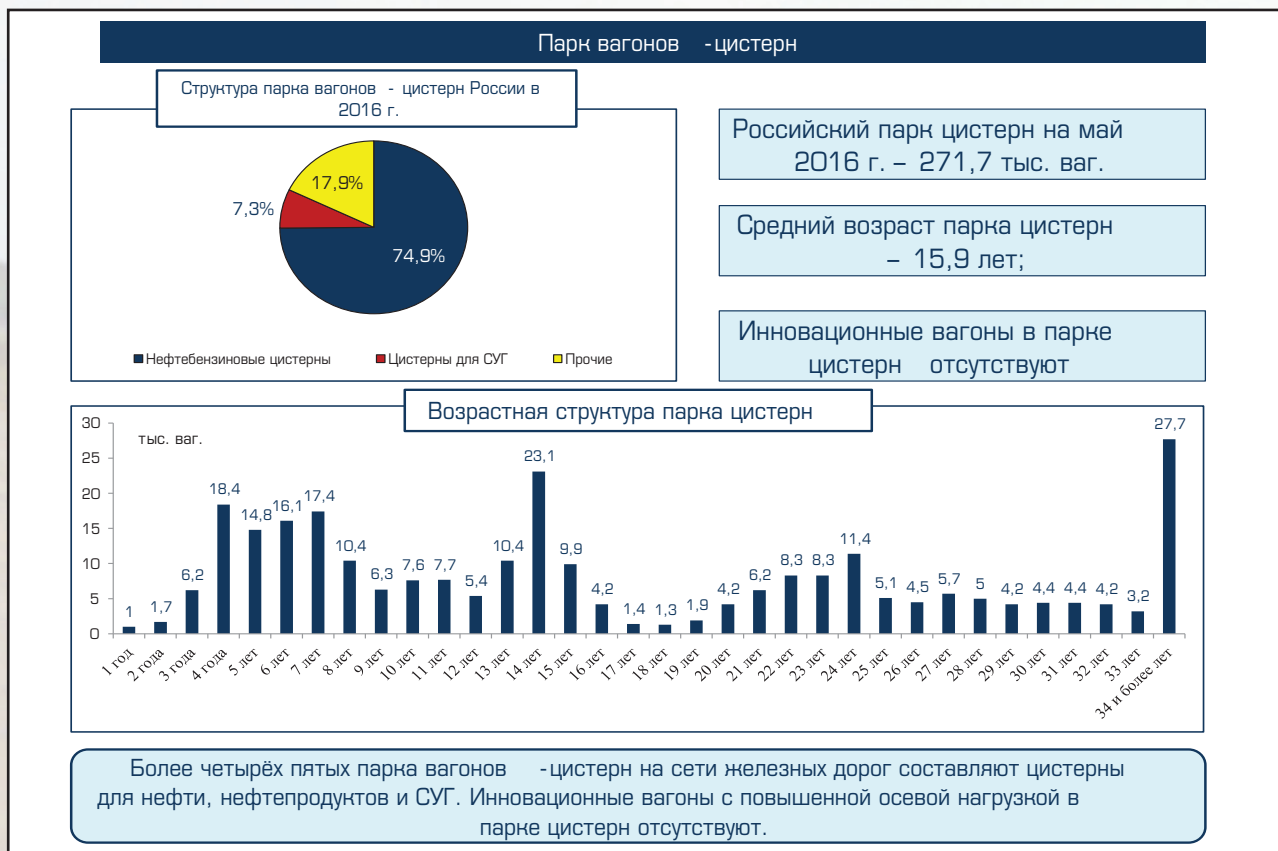 Парк вагонов -цистерн
Структура парка вагонов - цистерн России в
2016 г.
17,9%
7,3%
74,9%
Нефтебензиновые цистерны
Цистерны для СУГ
Прочие
Российский парк цистерн на май
2016 г. – 271,7 тыс. ваг.
Средний возраст парка цистерн
– 15,9 лет;
Инновационные вагоны в парке
цистерн отсутствуют
Возрастная структура парка цистерн
тыс. ваг.
30
25
20
15
10
5
0
1
1,7
6,2
18,4
14,8
16,1
17,4
10,4
6,3
7,6
7,7
5,4
10,4
23,1
9,9
4,2
1,4
1,3
1,9
4,2
6,2
8,3
8,3
11,4
5,1
4,5
5,7
5
4,2
4,4
4,4
4,2
3,2
27,7
1 год
2 года
3 года
4 года
5 лет
6 лет
7 лет
8 лет
9 лет
10 лет
11 лет
12 лет
13 лет
14 лет
15 лет
16 лет
17 лет
18 лет
19 лет
20 лет
21 лет
22 лет
23 лет
24 лет
25 лет
26 лет
27 лет
28 лет
29 лет
30 лет
31 лет
32 лет
33 лет
34 и более лет
Более четырёх пятых парка вагонов -цистерн на сети железных дорог составляют цистерны
для нефти, нефтепродуктов и СУГ. Инновационные вагоны с повышенной осевой нагрузкой в
парке цистерн отсутствуют.